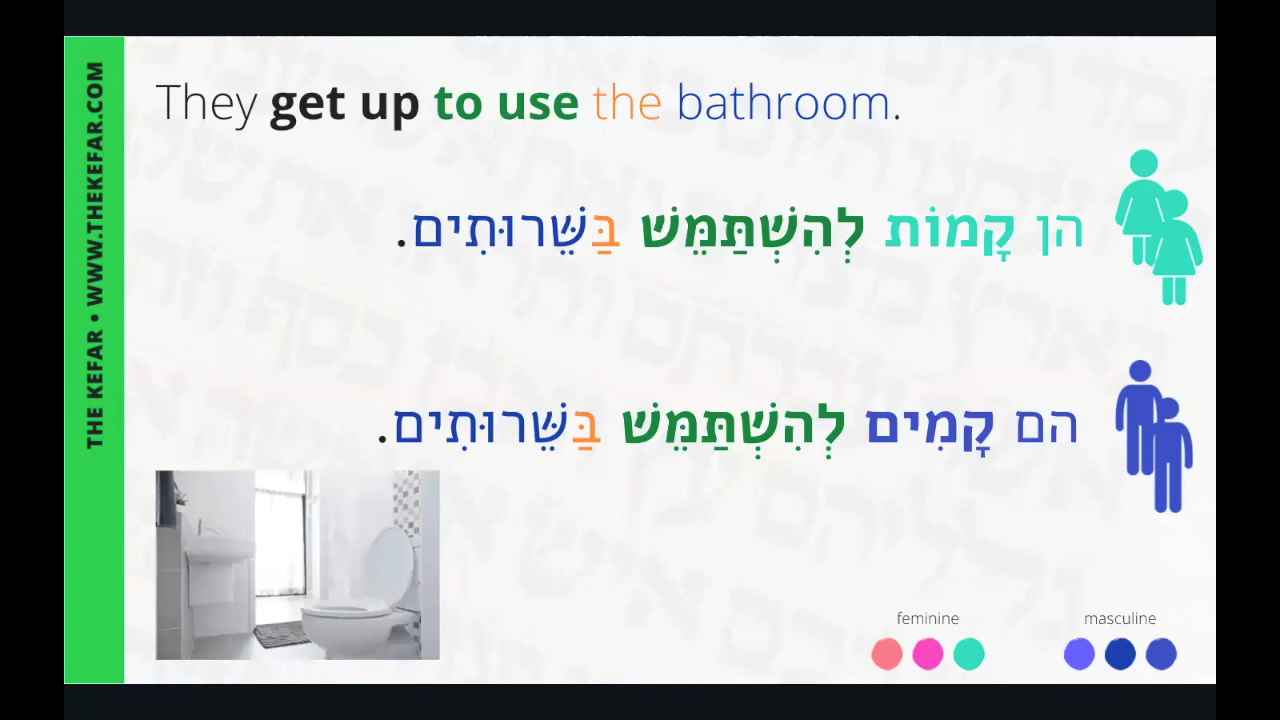 THE KEFAR • WWW.THEKEFAR.COM
They get up to use the bathroom.
הן קָמוֹת לְהִשְׁתַּמֵּשׁ בַּשֵּׁרוּתִים.
הם קָמִים לְהִשְׁתַּמֵּשׁ בַּשֵּׁרוּתִים.
feminine
masculine